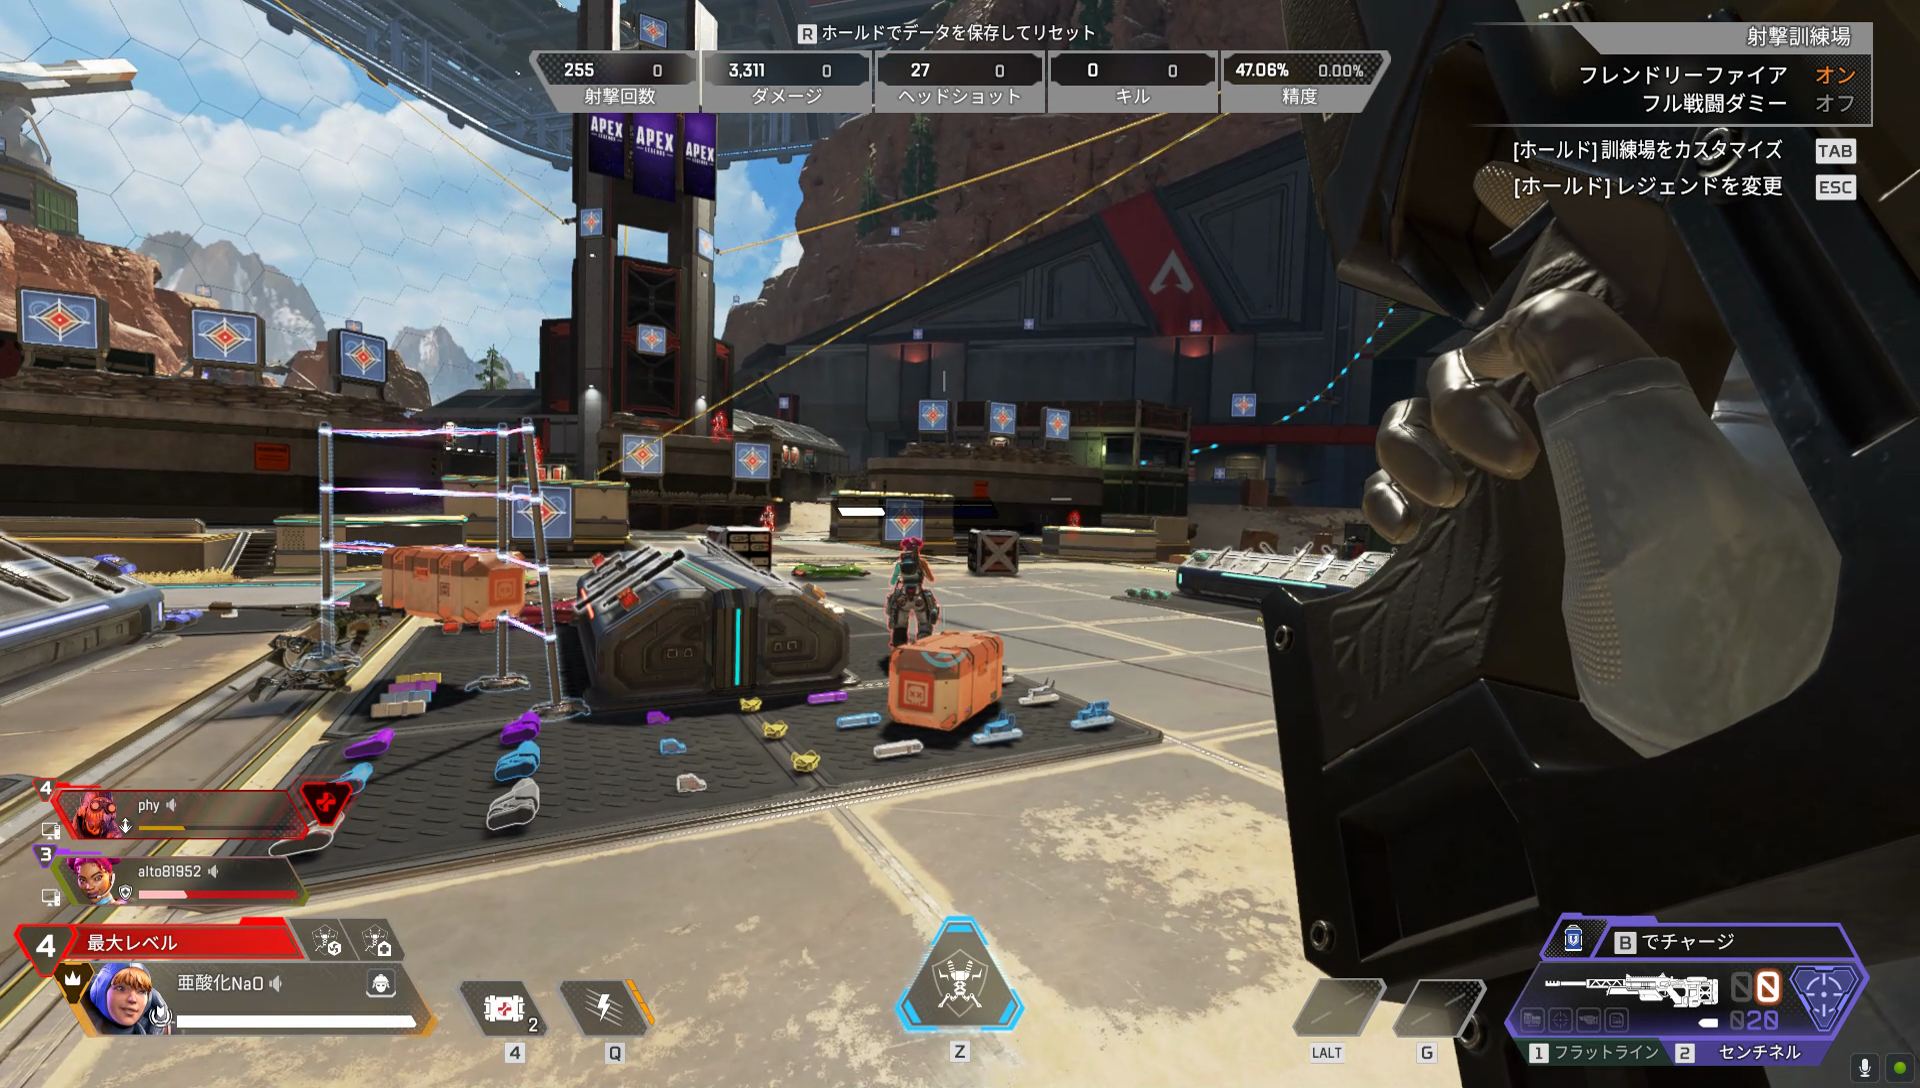 R ホールドでデータを保存してリセット
255 0
射撃回数
3,311 0
ダメージ
27 0
ヘッドショット
0 0
キル
47.06% 0.00%
精度
射撃訓練場
フレンドリーファイア オン
フル戦闘ダミー オフ
[ホールド]訓練場をカスタマイズ TAB
[ホールド]レジェンドを変更 ESC
APEX
LEGENDS
APEX
LEGENDS
APEX
4
phy
3
alto81952
4 最大レベル
亜酸化NaO
2
4
Q
Z
LALT
G
B でチャージ
00
020
1 フラットライン
2 センチネル